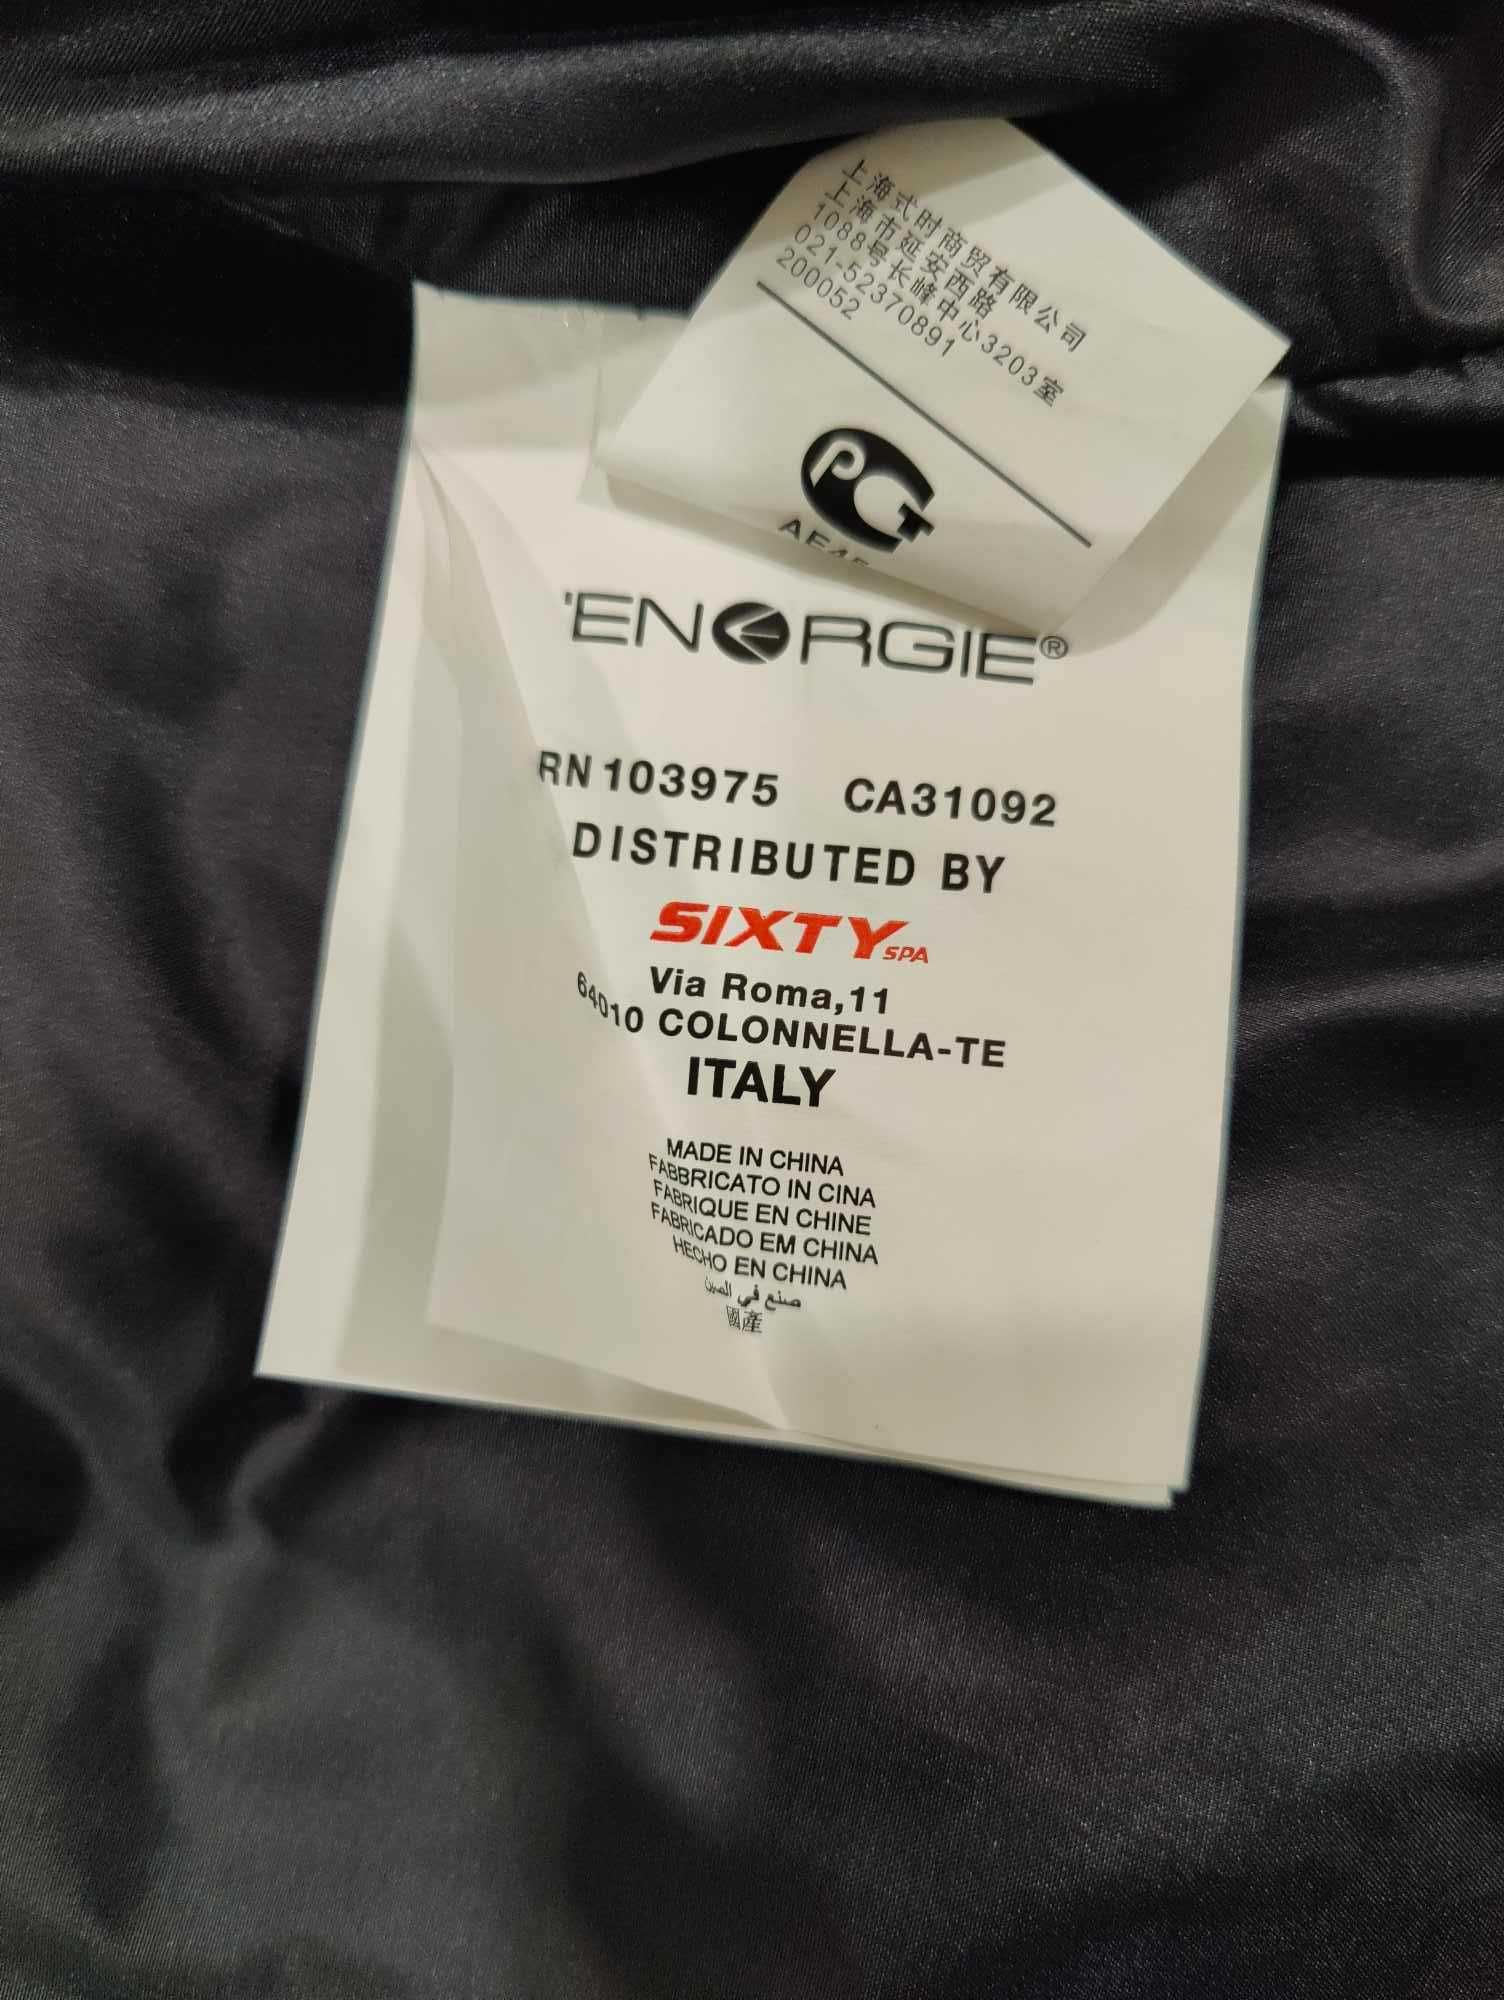 上海式时商贸有限公司
上海市延安西路
1088号长峰中心3203室
021-52370891
200052
PCT
'ENERGIE®
RN 103975 CA31092
DISTRIBUTED BY
SIXTY SPA
Via Roma,11
64010 COLONNELLA-TE
ITALY
MADE IN CHINA
FABBRICATO IN CINA
FABRIQUE EN CHINE
FABRICADO EM CHINA
HECHO EN CHINA
صنع في الصين
國產